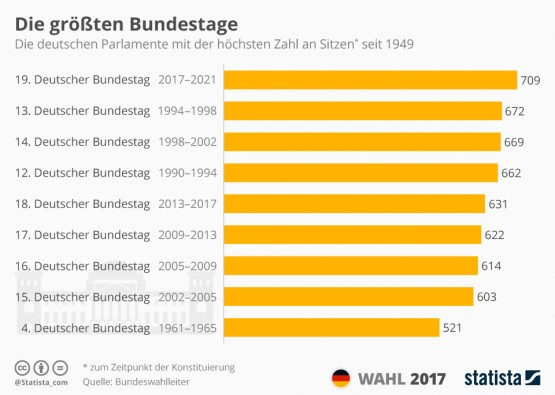 Die größten Bundestage
Die deutschen Parlamente mit der höchsten Zahl an Sitzen* seit 1949
19. Deutscher Bundestag 2017–2021 709
13. Deutscher Bundestag 1994–1998 672
14. Deutscher Bundestag 1998–2002 669
12. Deutscher Bundestag 1990–1994 662
18. Deutscher Bundestag 2013–2017 631
17. Deutscher Bundestag 2009–2013 622
16. Deutscher Bundestag 2005–2009 614
15. Deutscher Bundestag 2002–2005 603
4. Deutscher Bundestag 1961–1965 521
* zum Zeitpunkt der Konstituierung
@Statista_com Quelle: Bundeswahlleiter
WAHL 2017 statista